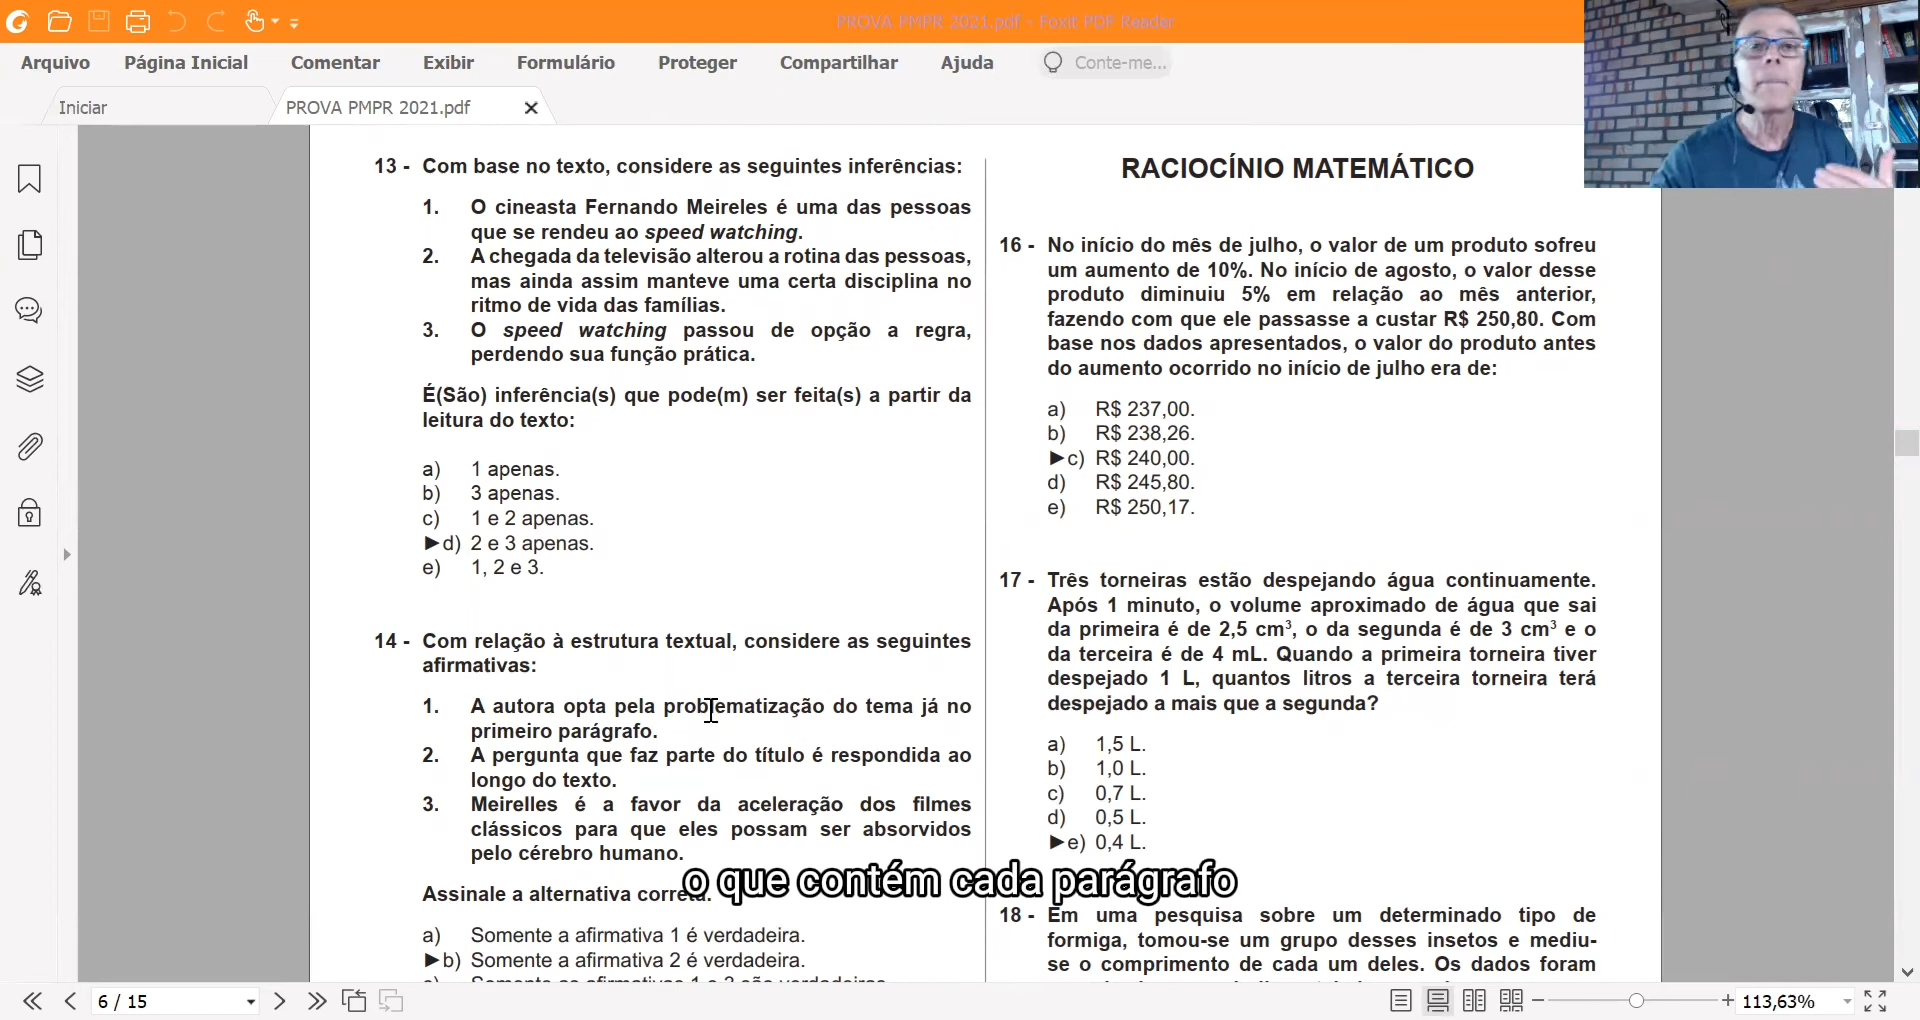 PROVA PMPR 2021.pdf - Foxit PDF Reader
Arquivo Página Inicial Comentar Exibir Formulário Proteger Compartilhar Ajuda Conte-me...
Iniciar PROVA PMPR 2021.pdf
13 - Com base no texto, considere as seguintes inferências:
1. O cineasta Fernando Meireles é uma das pessoas
que se rendeu ao speed watching.
2. A chegada da televisão alterou a rotina das pessoas,
mas ainda assim manteve uma certa disciplina no
ritmo de vida das famílias.
3. O speed watching passou de opção a regra,
perdendo sua função prática.
É(São) inferência(s) que pode(m) ser feita(s) a partir da
leitura do texto:
a) 1 apenas.
b) 3 apenas.
c) 1 e 2 apenas.
►d) 2 e 3 apenas.
e) 1, 2 e 3.
14 - Com relação à estrutura textual, considere as seguintes
afirmativas:
1. A autora opta pela problematização do tema já no
primeiro parágrafo.
2. A pergunta que faz parte do título é respondida ao
longo do texto.
3. Meirelles é a favor da aceleração dos filmes
clássicos para que eles possam ser absorvidos
pelo cérebro humano.
Assinale a alternativa correta.
a) Somente a afirmativa 1 é verdadeira.
►b) Somente a afirmativa 2 é verdadeira.
RACIOCÍNIO MATEMÁTICO
16 - No início do mês de julho, o valor de um produto sofreu
um aumento de 10%. No início de agosto, o valor desse
produto diminuiu 5% em relação ao mês anterior,
fazendo com que ele passasse a custar R$ 250,80. Com
base nos dados apresentados, o valor do produto antes
do aumento ocorrido no início de julho era de:
a) R$ 237,00.
b) R$ 238,26.
►c) R$ 240,00.
d) R$ 245,80.
e) R$ 250,17.
17 - Três torneiras estão despejando água continuamente.
Após 1 minuto, o volume aproximado de água que sai
da primeira é de 2,5 cm³, o da segunda é de 3 cm³ e o
da terceira é de 4 mL. Quando a primeira torneira tiver
despejado 1 L, quantos litros a terceira torneira terá
despejado a mais que a segunda?
a) 1,5 L.
b) 1,0 L.
c) 0,7 L.
d) 0,5 L.
►e) 0,4 L.
18 - Em uma pesquisa sobre um determinado tipo de
formiga, tomou-se um grupo desses insetos e mediu-
se o comprimento de cada um deles. Os dados foram
o que contém cada parágrafo
6 / 15
113,63%